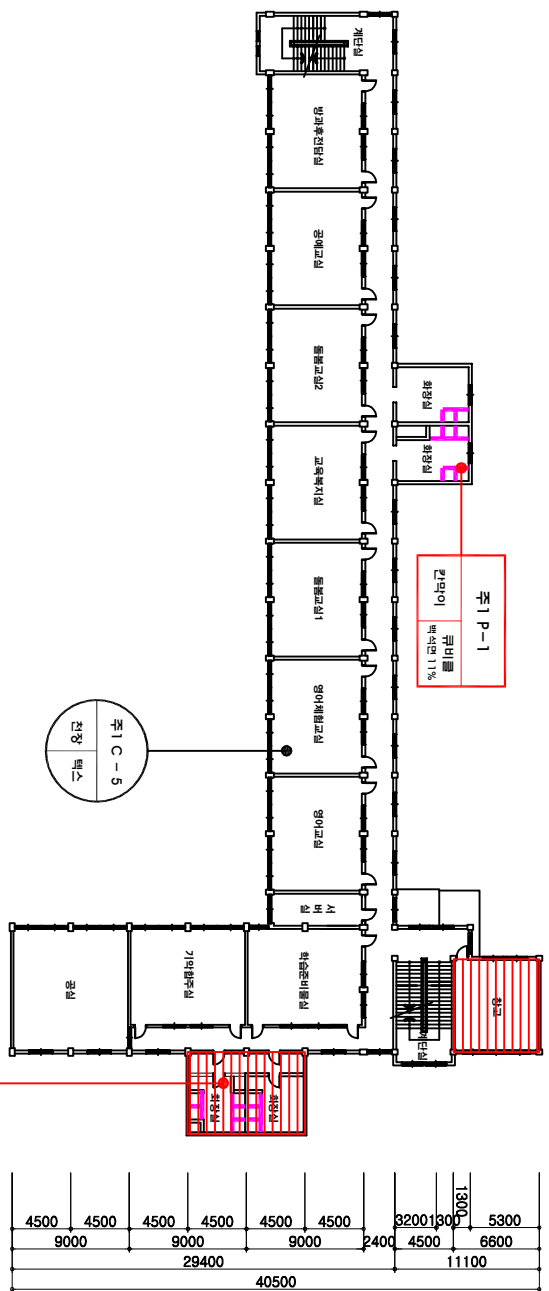 계단실
방과후전담실
공예교실
돌봄교실2
교육복지실
돌봄교실1
영어체험교실
영어교실
서버실
화장실
화장실
주1 P-1
칸막이
큐비클
백석면 11%
주1 C - 5
천장
텍스
공실
기악합주실
학습준비물실
계단실
창고
화장실
화장실
4500 4500 4500 4500 4500 4500 3200 1300 1300 5300
9000 9000 9000 2400 4500 6600
29400 11100
40500